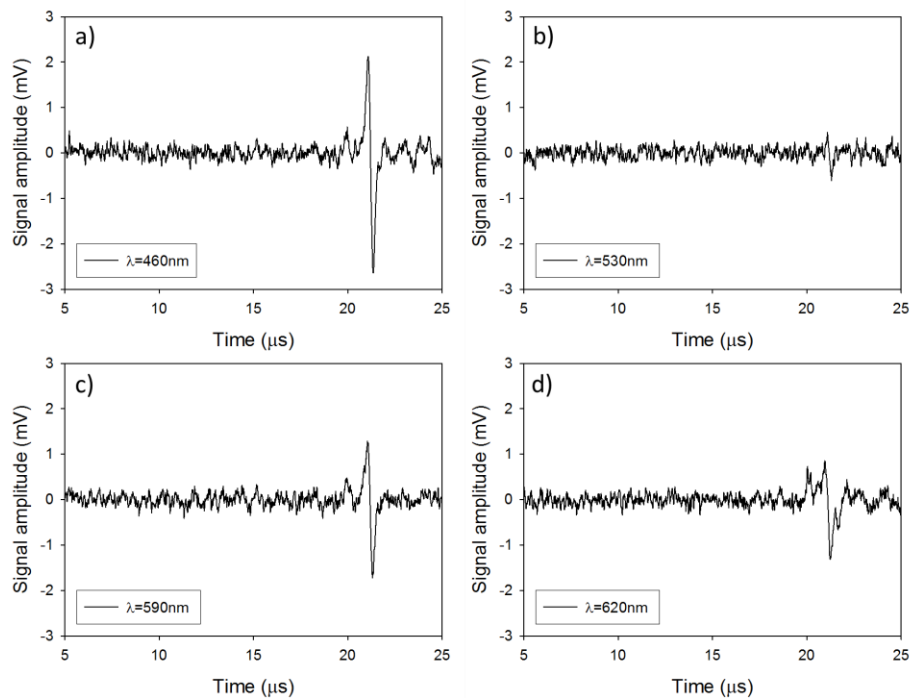 a)
Signal amplitude (mV)
3
2
1
0
-1
-2
-3
λ=460nm
5 10 15 20 25
Time (μs)
b)
Signal amplitude (mV)
3
2
1
0
-1
-2
-3
λ=530nm
5 10 15 20 25
Time (μs)
c)
Signal amplitude (mV)
3
2
1
0
-1
-2
-3
λ=590nm
5 10 15 20 25
Time (μs)
d)
Signal amplitude (mV)
3
2
1
0
-1
-2
-3
λ=620nm
5 10 15 20 25
Time (μs)